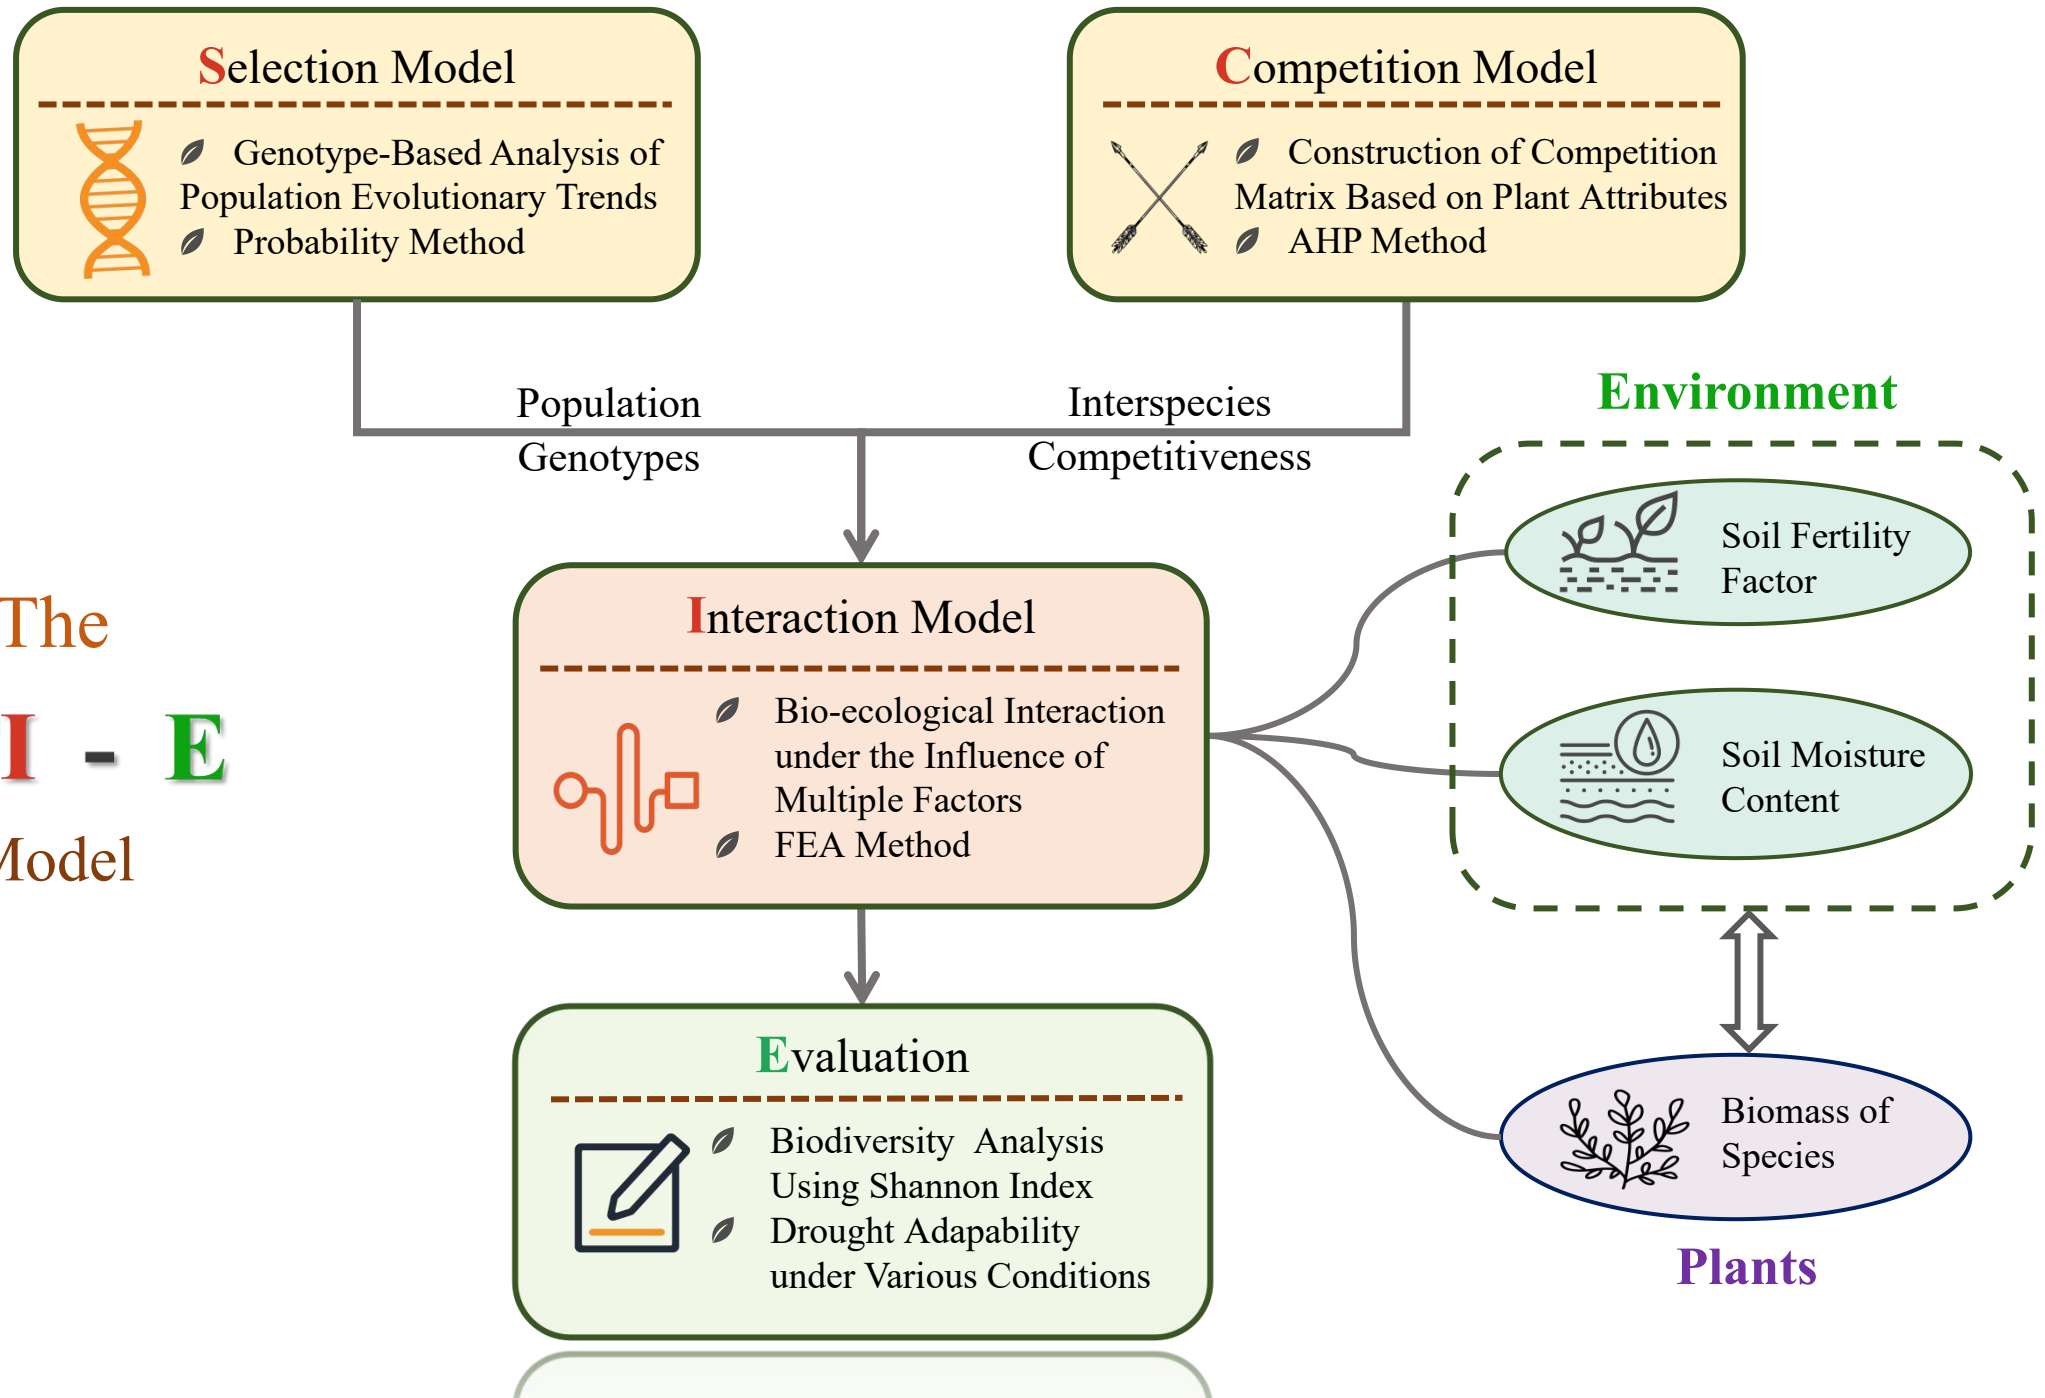 Selection Model
Genotype-Based Analysis of
Population Evolutionary Trends
Probability Method
Competition Model
Construction of Competition
Matrix Based on Plant Attributes
AHP Method
Population
Genotypes
Interspecies
Competitiveness
Environment
Soil Fertility
Factor
Soil Moisture
Content
The
I - E
Model
Interaction Model
Bio-ecological Interaction
under the Influence of
Multiple Factors
FEA Method
Evaluation
Biodiversity Analysis
Using Shannon Index
Drought Adapability
under Various Conditions
Biomass of
Species
Plants